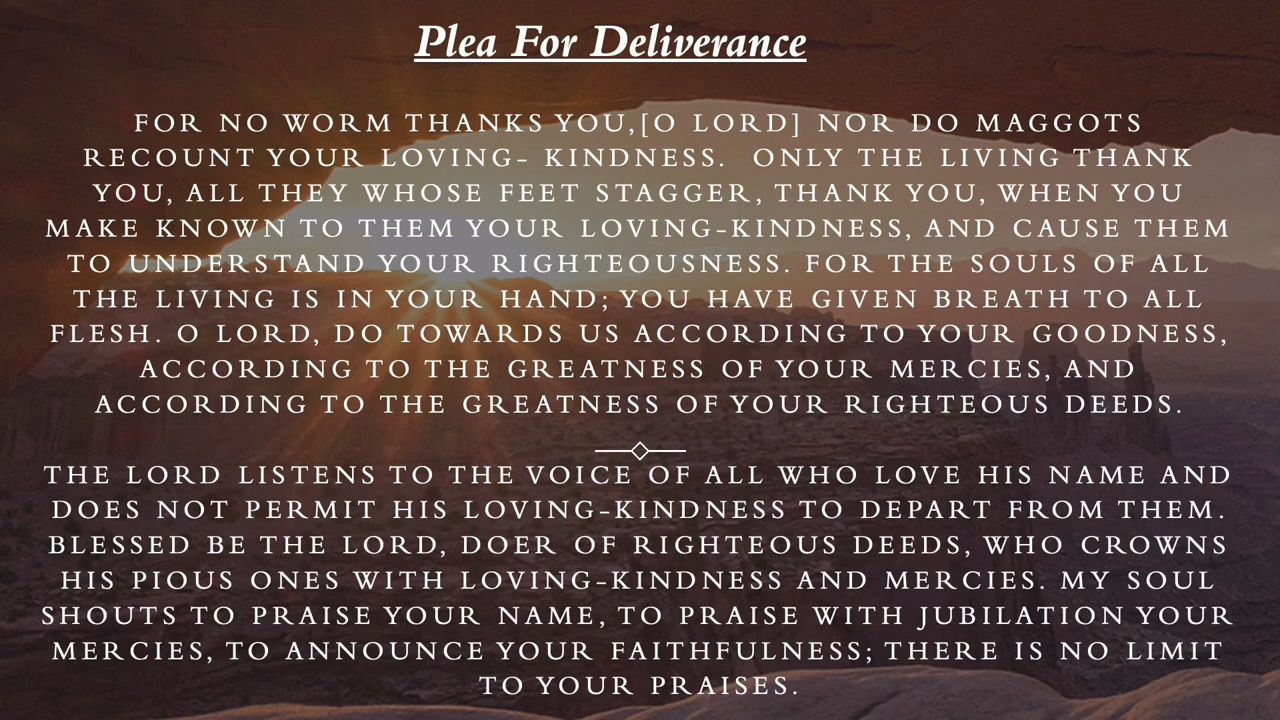 Plea For Deliverance
FOR NO WORM THANKS YOU,[O LORD] NOR DO MAGGOTS
RECOUNT YOUR LOVING- KINDNESS. ONLY THE LIVING THANK
YOU, ALL THEY WHOSE FEET STAGGER, THANK YOU, WHEN YOU
MAKE KNOWN TO THEM YOUR LOVING-KINDNESS, AND CAUSE THEM
TO UNDERSTAND YOUR RIGHTEOUSNESS. FOR THE SOULS OF ALL
THE LIVING IS IN YOUR HAND; YOU HAVE GIVEN BREATH TO ALL
FLESH. O LORD, DO TOWARDS US ACCORDING TO YOUR GOODNESS,
ACCORDING TO THE GREATNESS OF YOUR MERCIES, AND
ACCORDING TO THE GREATNESS OF YOUR RIGHTEOUS DEEDS.
THE LORD LISTENS TO THE VOICE OF ALL WHO LOVE HIS NAME AND
DOES NOT PERMIT HIS LOVING-KINDNESS TO DEPART FROM THEM.
BLESSED BE THE LORD, DOER OF RIGHTEOUS DEEDS, WHO CROWNS
HIS PIOUS ONES WITH LOVING-KINDNESS AND MERCIES. MY SOUL
SHOUTS TO PRAISE YOUR NAME, TO PRAISE WITH JUBILATION YOUR
MERCIES, TO ANNOUNCE YOUR FAITHFULNESS; THERE IS NO LIMIT
TO YOUR PRAISES.